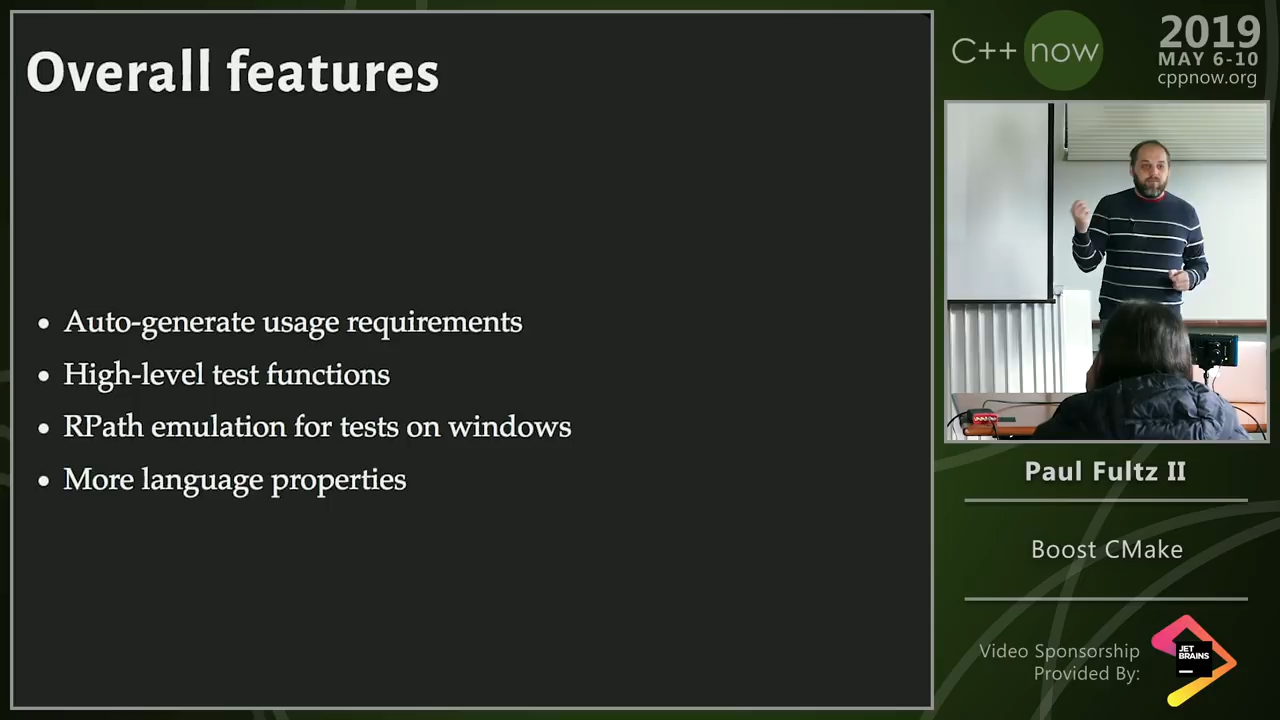 Overall features
• Auto-generate usage requirements
• High-level test functions
• RPath emulation for tests on windows
• More language properties
C++ now
2019
MAY 6-10
cppnow.org
Paul Fultz II
Boost CMake
Video Sponsorship
Provided By:
JET
BRAINS